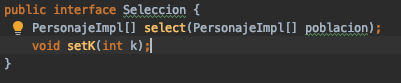 public interface Seleccion {
PersonajeImpl[] select(PersonajeImpl[] poblacion);
void setK(int k);
}